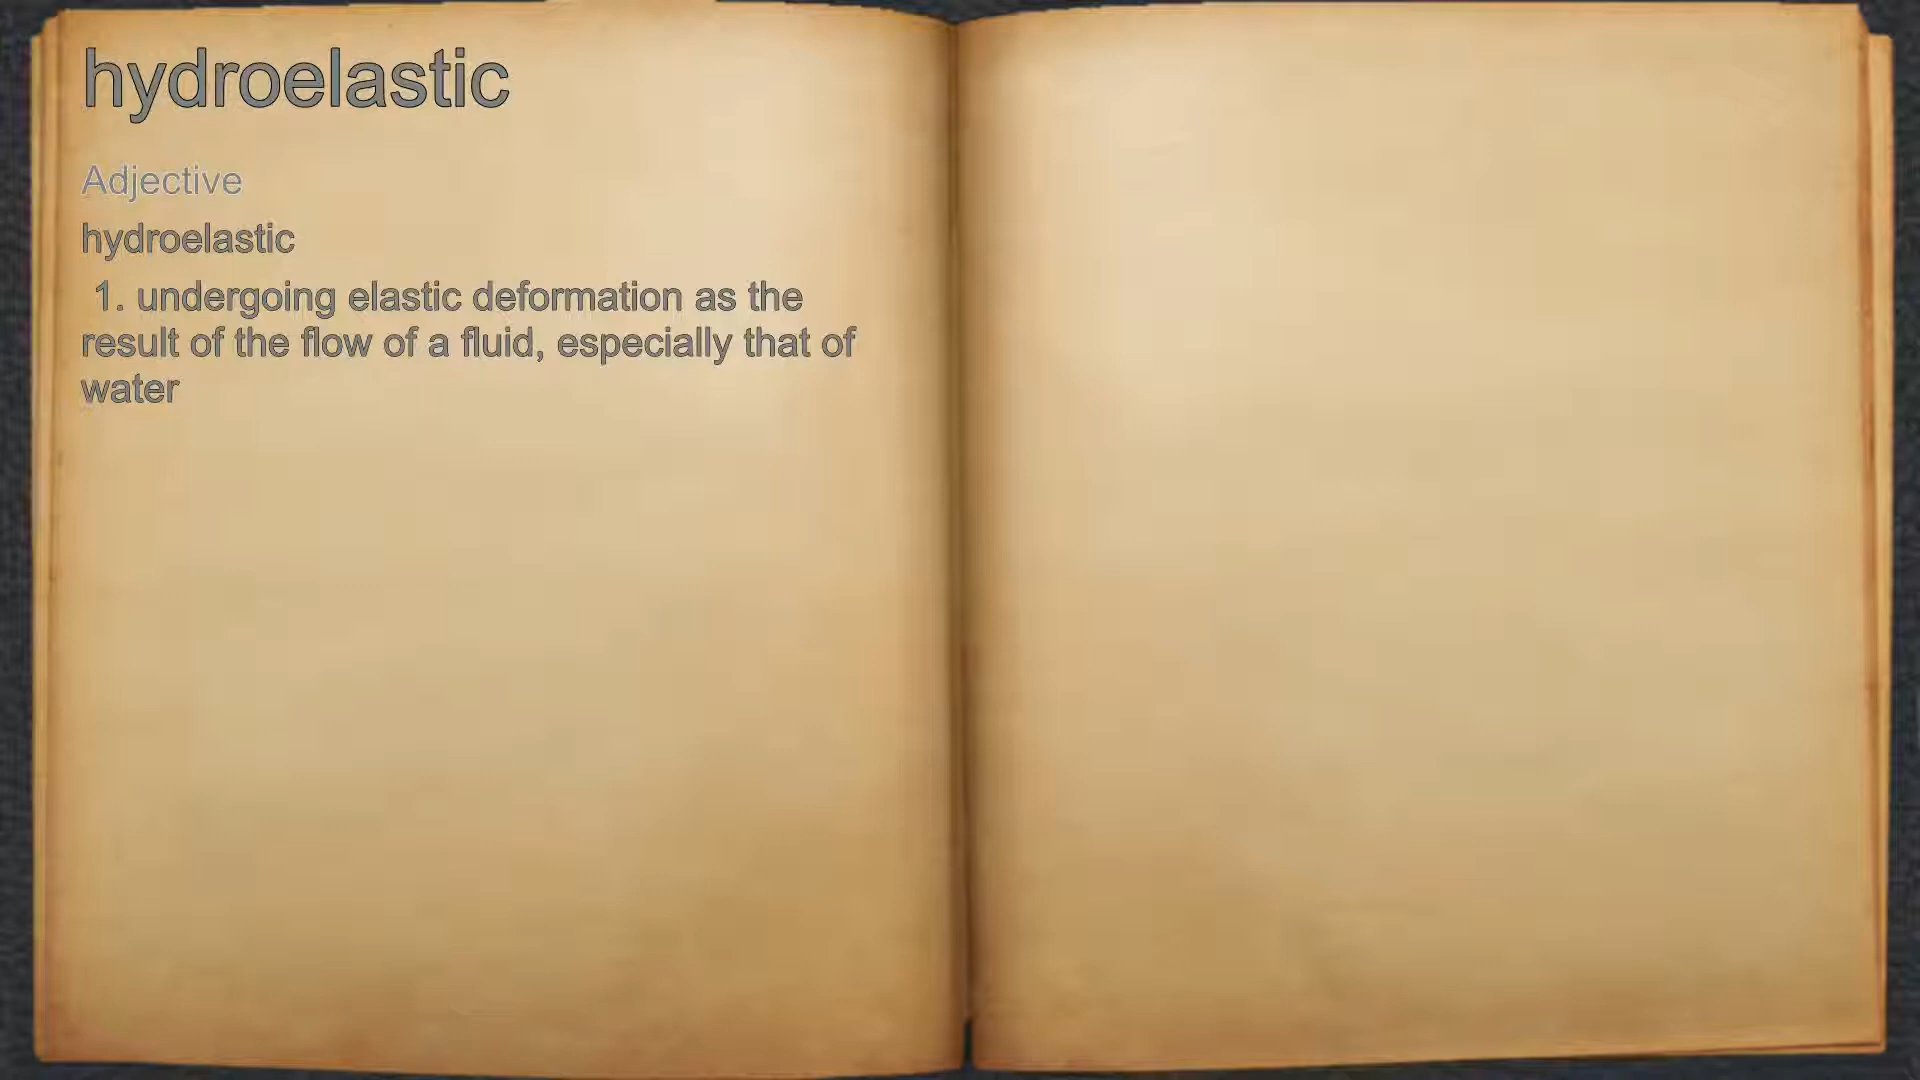 hydroelastic
Adjective
hydroelastic
1. undergoing elastic deformation as the
result of the flow of a fluid, especially that of
water